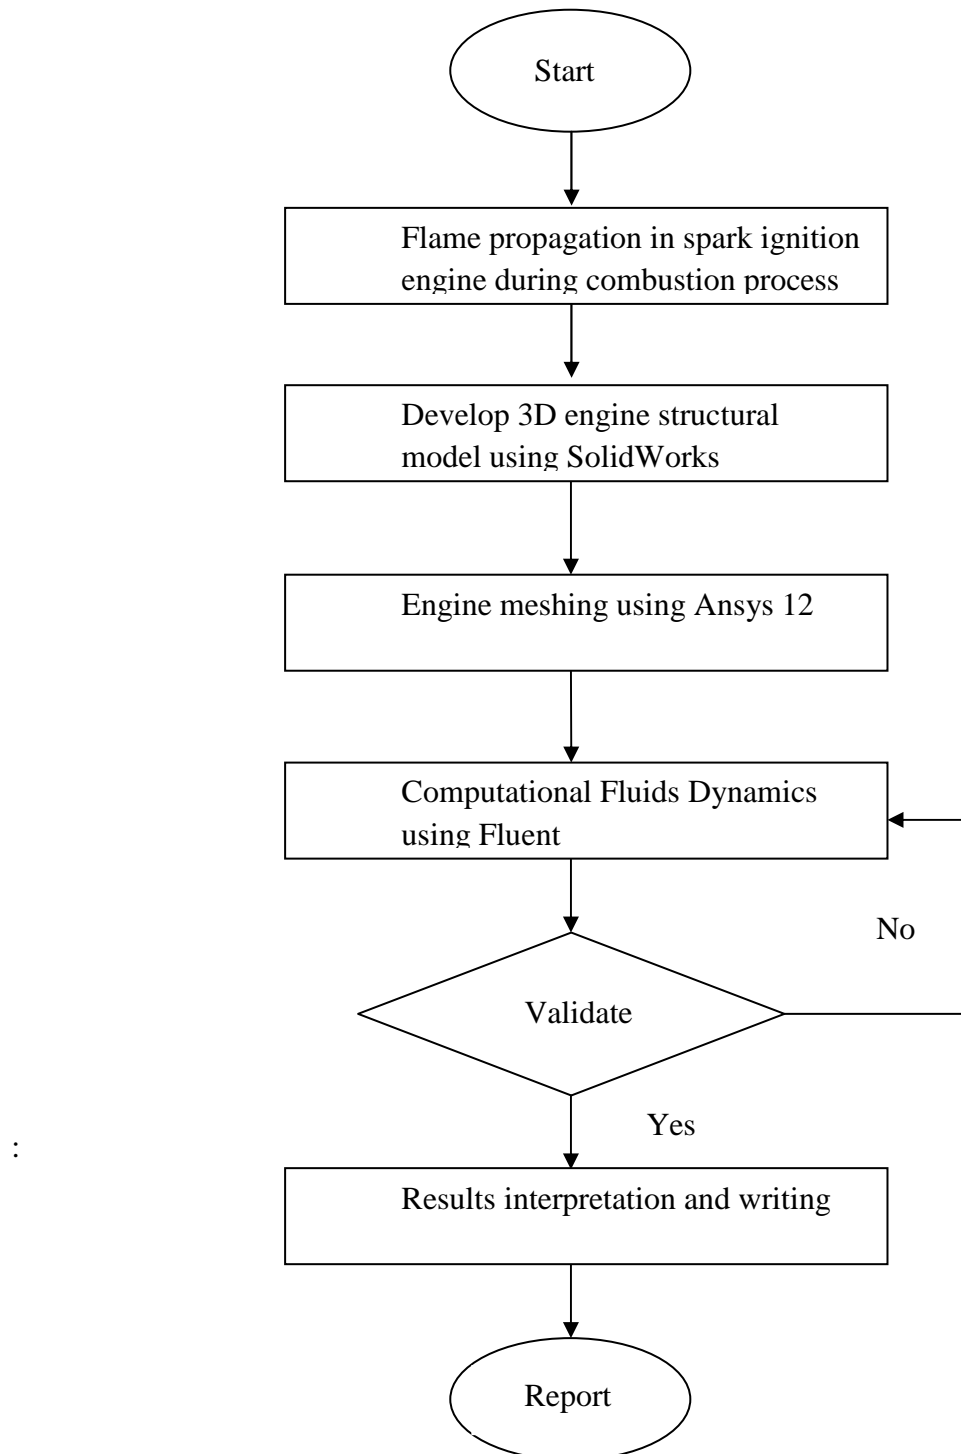 Start
Flame propagation in spark ignition
engine during combustion process
Develop 3D engine structural
model using SolidWorks
Engine meshing using Ansys 12
Computational Fluids Dynamics
using Fluent
No
Validate
Yes
:
Results interpretation and writing
Report